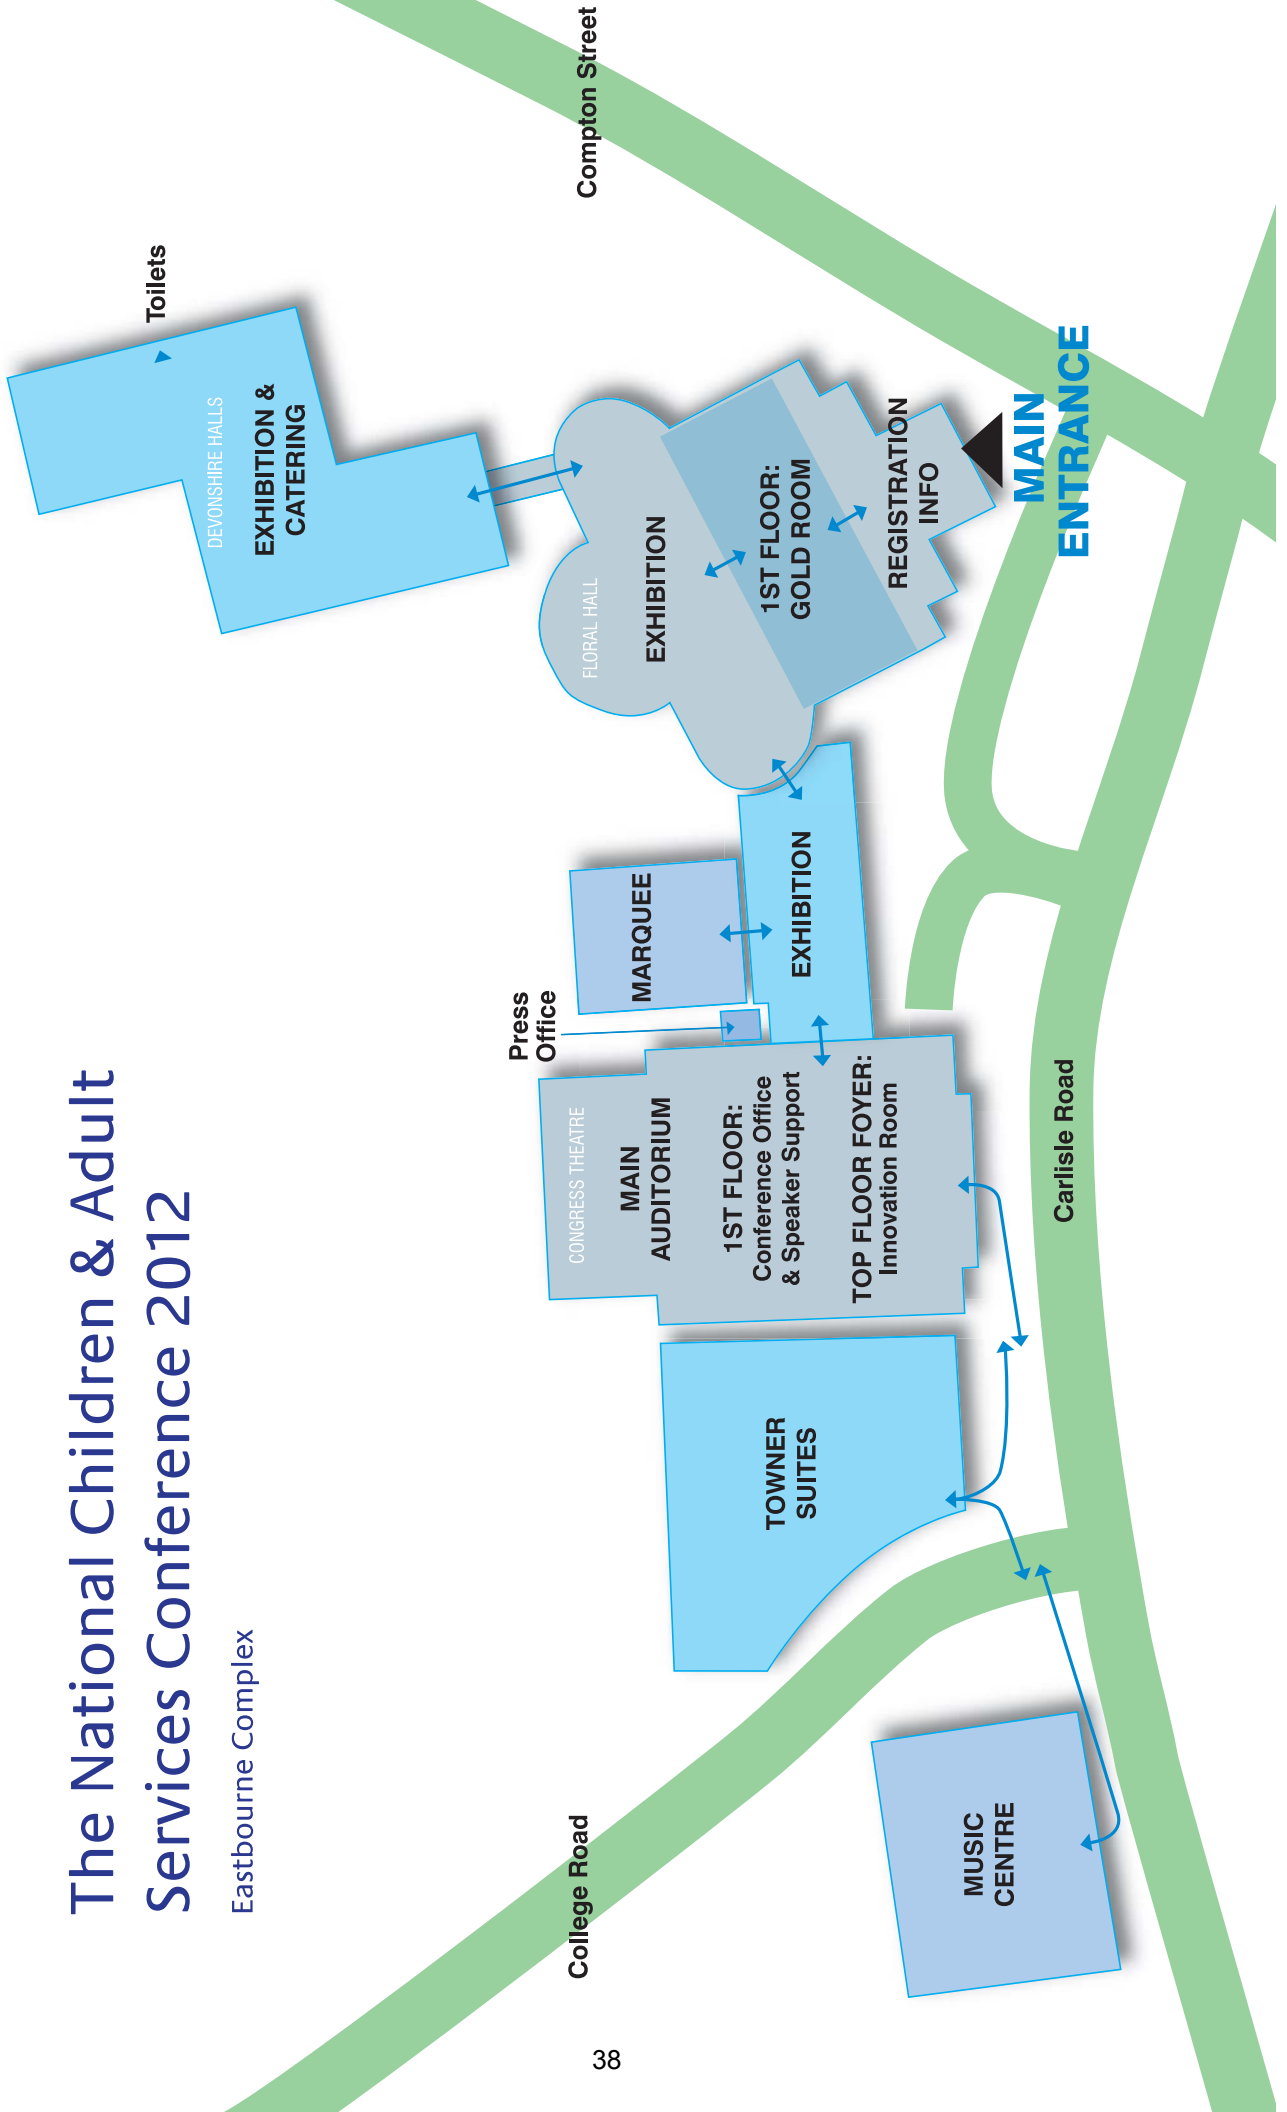 The National Children & Adult
Services Conference 2012
Eastbourne Complex
College Road
MUSIC
CENTRE
TOWNER
SUITES
CONGRESS THEATRE
MAIN
AUDITORIUM
1ST FLOOR:
Conference Office
& Speaker Support
TOP FLOOR FOYER:
Innovation Room
Carlisle Road
Press
Office
MARQUEE
EXHIBITION
FLORAL HALL
EXHIBITION
1ST FLOOR:
GOLD ROOM
REGISTRATION
INFO
MAIN
ENTRANCE
DEVONSHIRE HALLS
EXHIBITION &
CATERING
Toilets
Compton Street
38